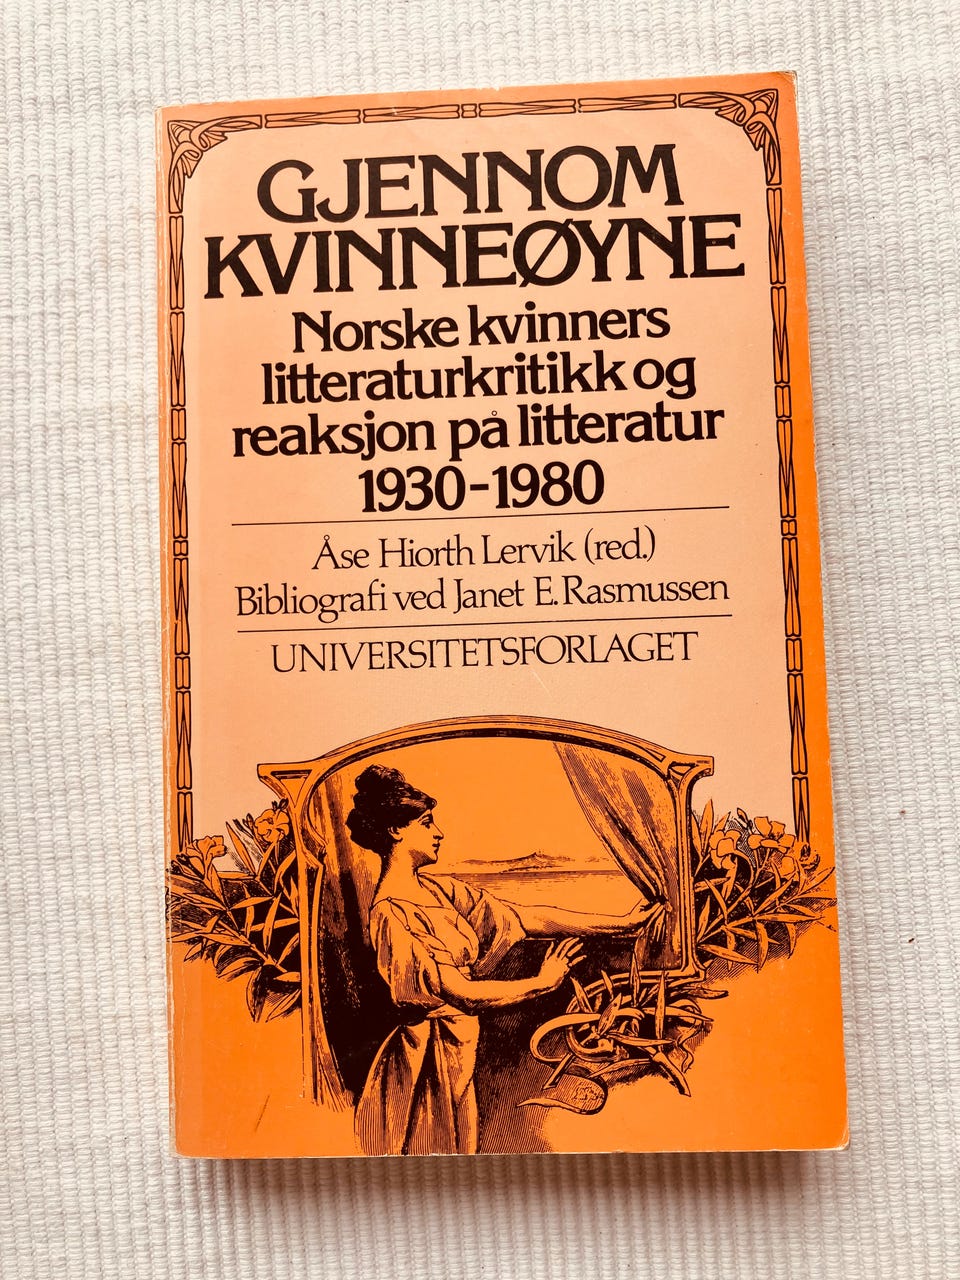 GJENNOM
KVINNEØYNE
Norske kvinners
litteraturkritikk og
reaksjon på litteratur
1930-1980
Åse Hiorth Lervik (red.)
Bibliografi ved Janet E. Rasmussen
UNIVERSITETSFORLAGET